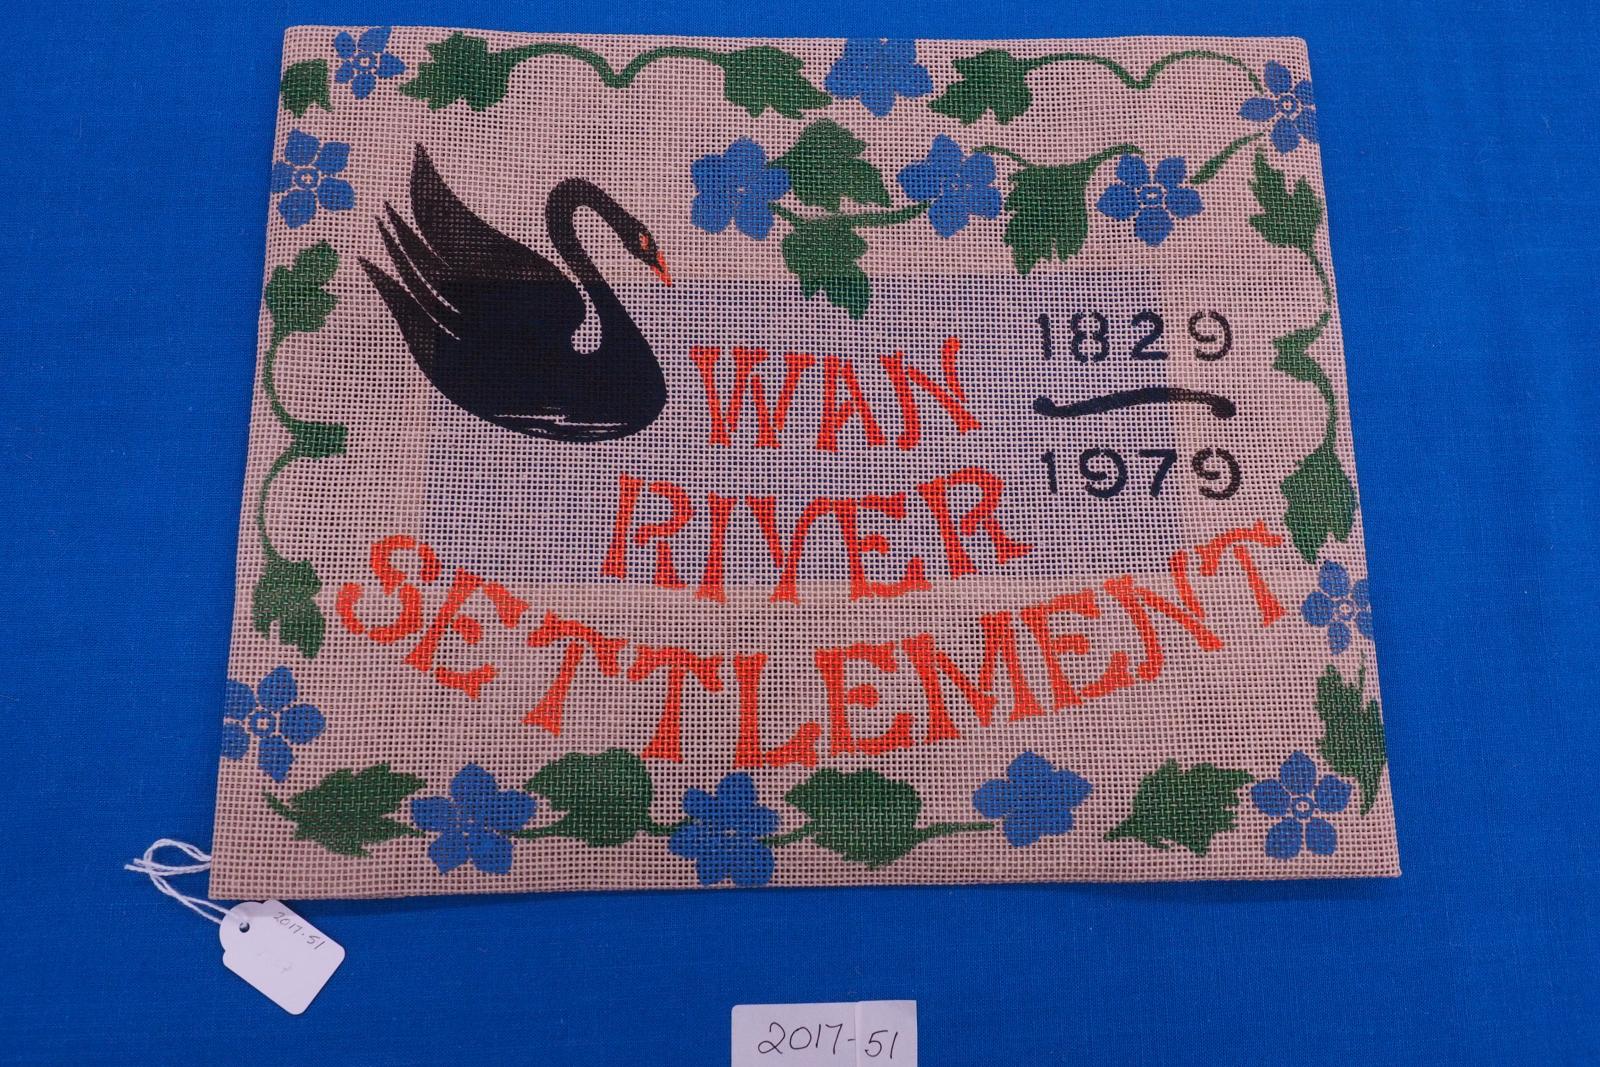 WAN
RIVER
SETTLEMENT
1829
1979
2017-51
2017-51